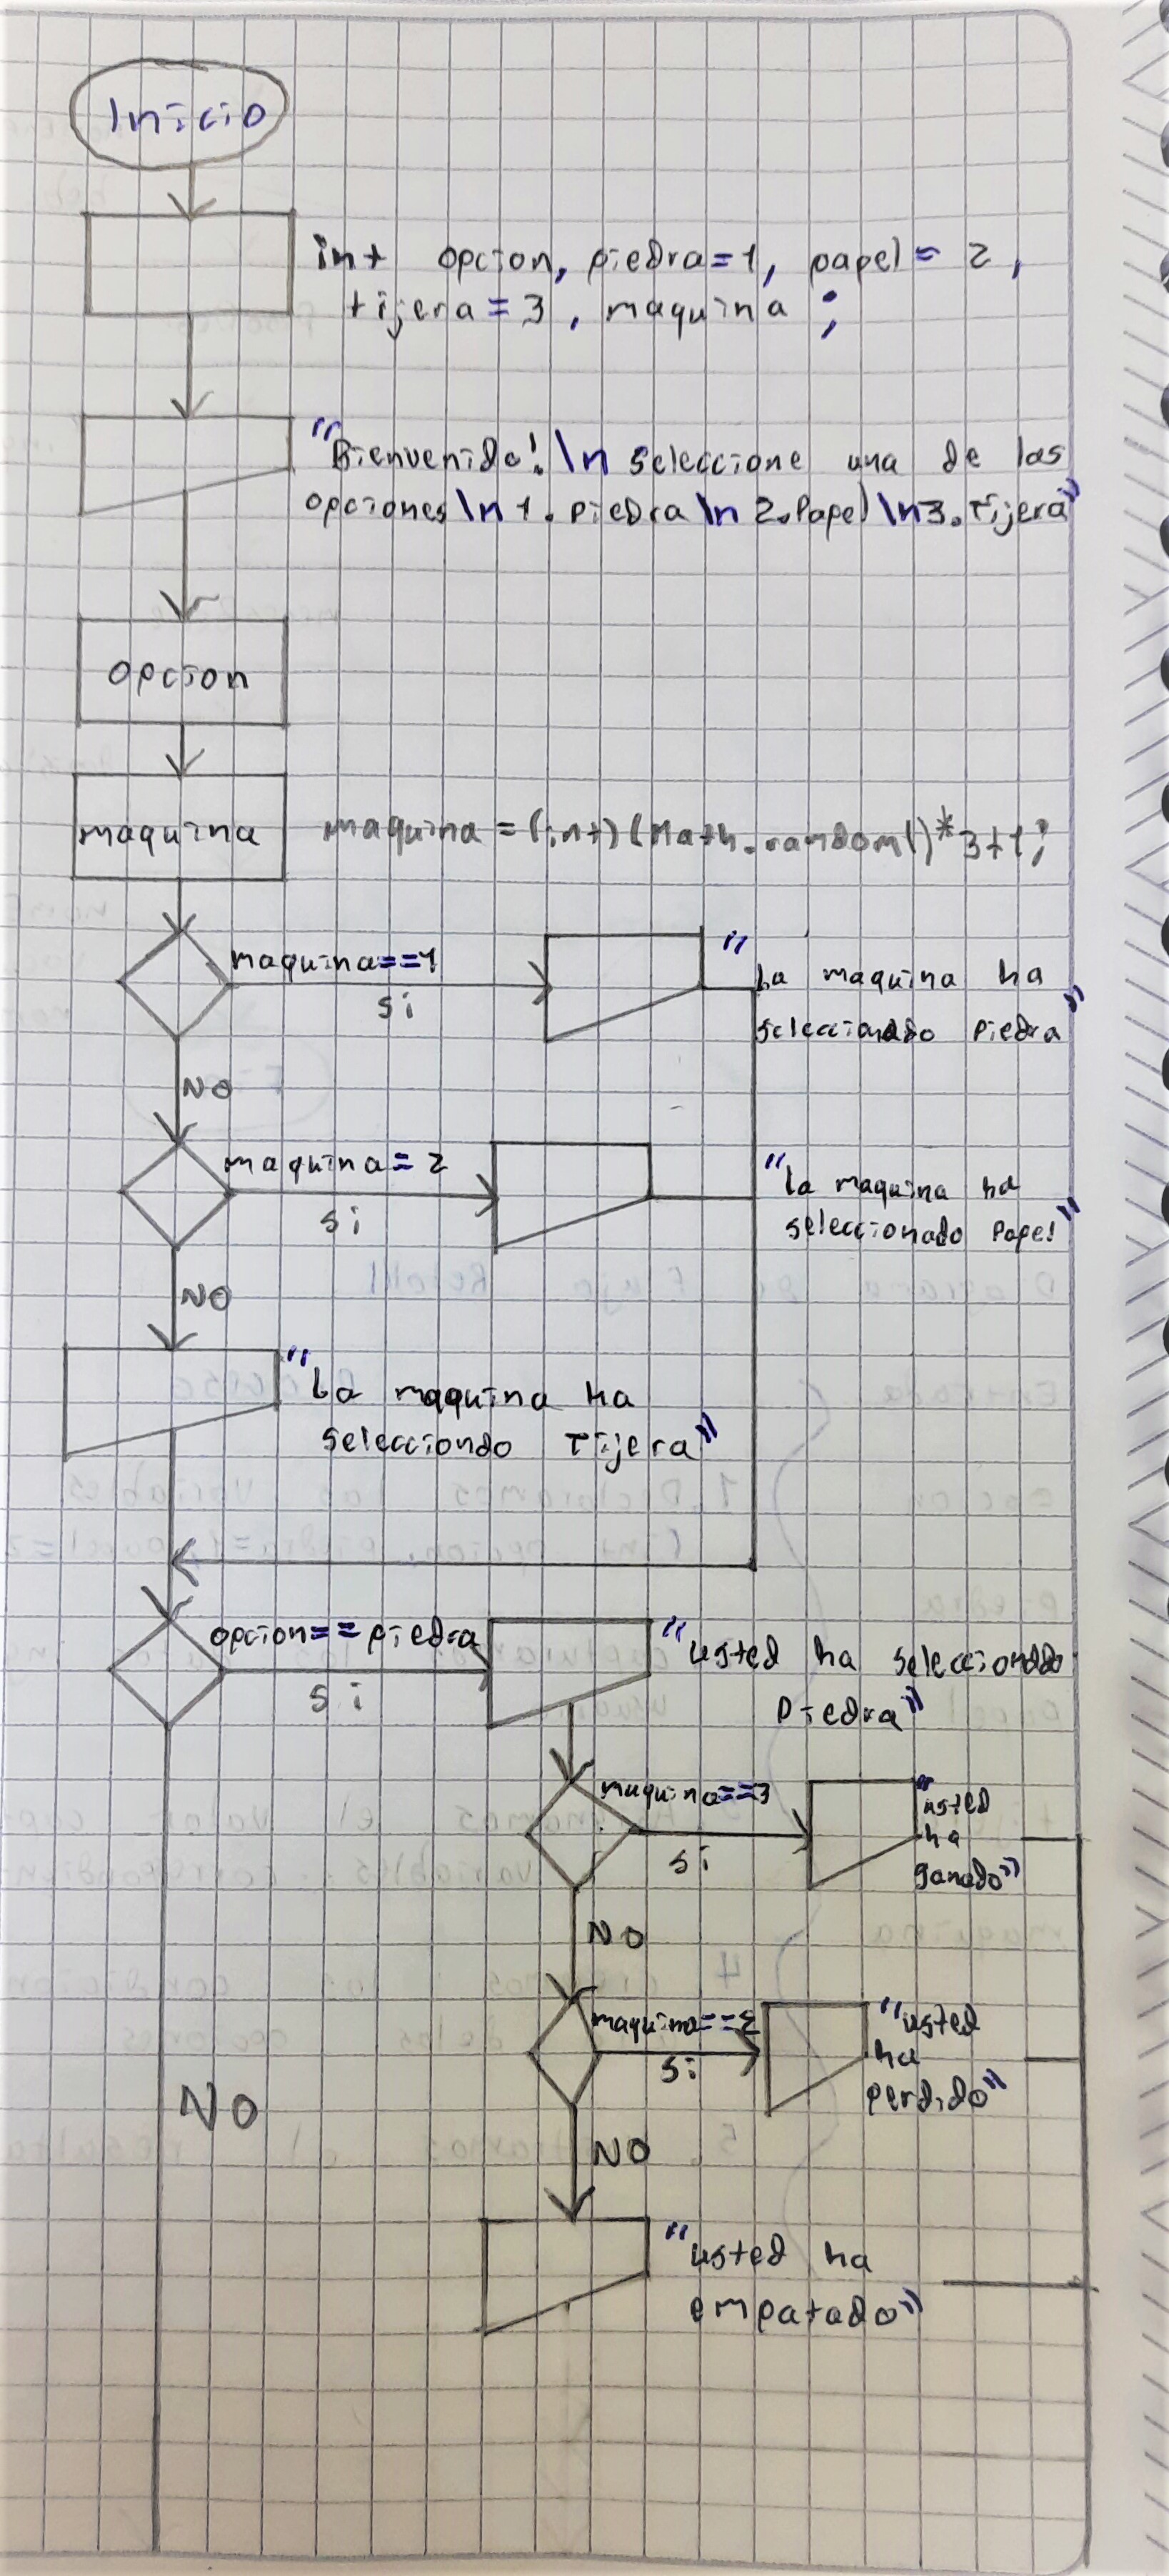 Inicio
int opcion, piedra=1, papel= 2,
tijera=3, maquina ;
"Bienvenido! \n seleccione una de las
opciones \n 1. piedra \n 2.Papel \n3.Tijera"
opcion
maquina
maquina =(int)(Math.random()*3+1;
maquina==1
si
"La maquina ha
seleccionado piedra"
NO
maquina= 2
si
"La maquina ha
seleccionado Papel"
NO
"La maquina ha
selecciondo Tijera"
opcion==piedra
si
"usted ha seleccionado
Piedra"
maquina==3
si
"usted
ha
ganado"
NO
maquina==2
si
"usted
ha
perdido"
NO
NO
"usted ha
empatado"